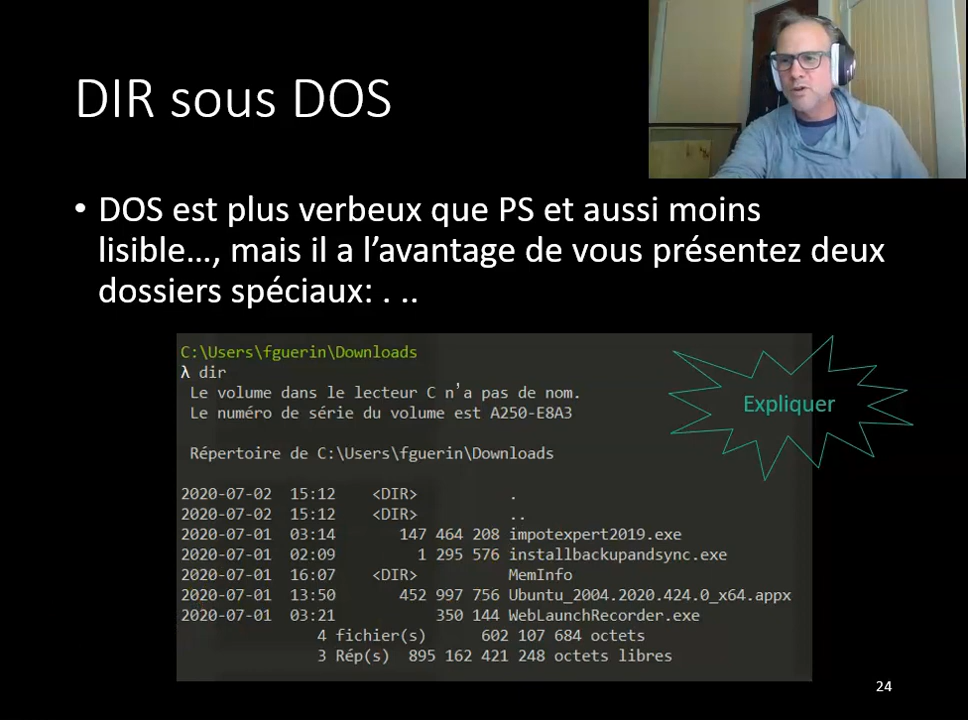 DIR sous DOS
• DOS est plus verbeux que PS et aussi moins
lisible…, mais il a l’avantage de vous présentez deux
dossiers spéciaux: . ..
C:\Users\fguerin\Downloads
λ dir
Le volume dans le lecteur C n’a pas de nom.
Le numéro de série du volume est A250-E8A3
Expliquer
Répertoire de C:\Users\fguerin\Downloads
2020-07-02 15:12 <DIR> .
2020-07-02 15:12 <DIR> ..
2020-07-01 03:14 147 464 208 impotexpert2019.exe
2020-07-01 02:09 1 295 576 installbackupandsync.exe
2020-07-01 16:07 <DIR> MemInfo
2020-07-01 13:50 452 997 756 Ubuntu_2004.2020.424.0_x64.appx
2020-07-01 03:21 350 144 WebLaunchRecorder.exe
4 fichier(s) 602 107 684 octets
3 Rép(s) 895 162 421 248 octets libres
24